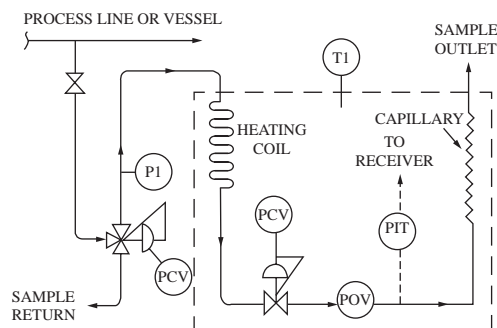 PROCESS LINE OR VESSEL
SAMPLE
OUTLET
T1
HEATING
COIL
CAPILLARY
TO
RECEIVER
P1
PCV
PIT
PCV
POV
SAMPLE
RETURN